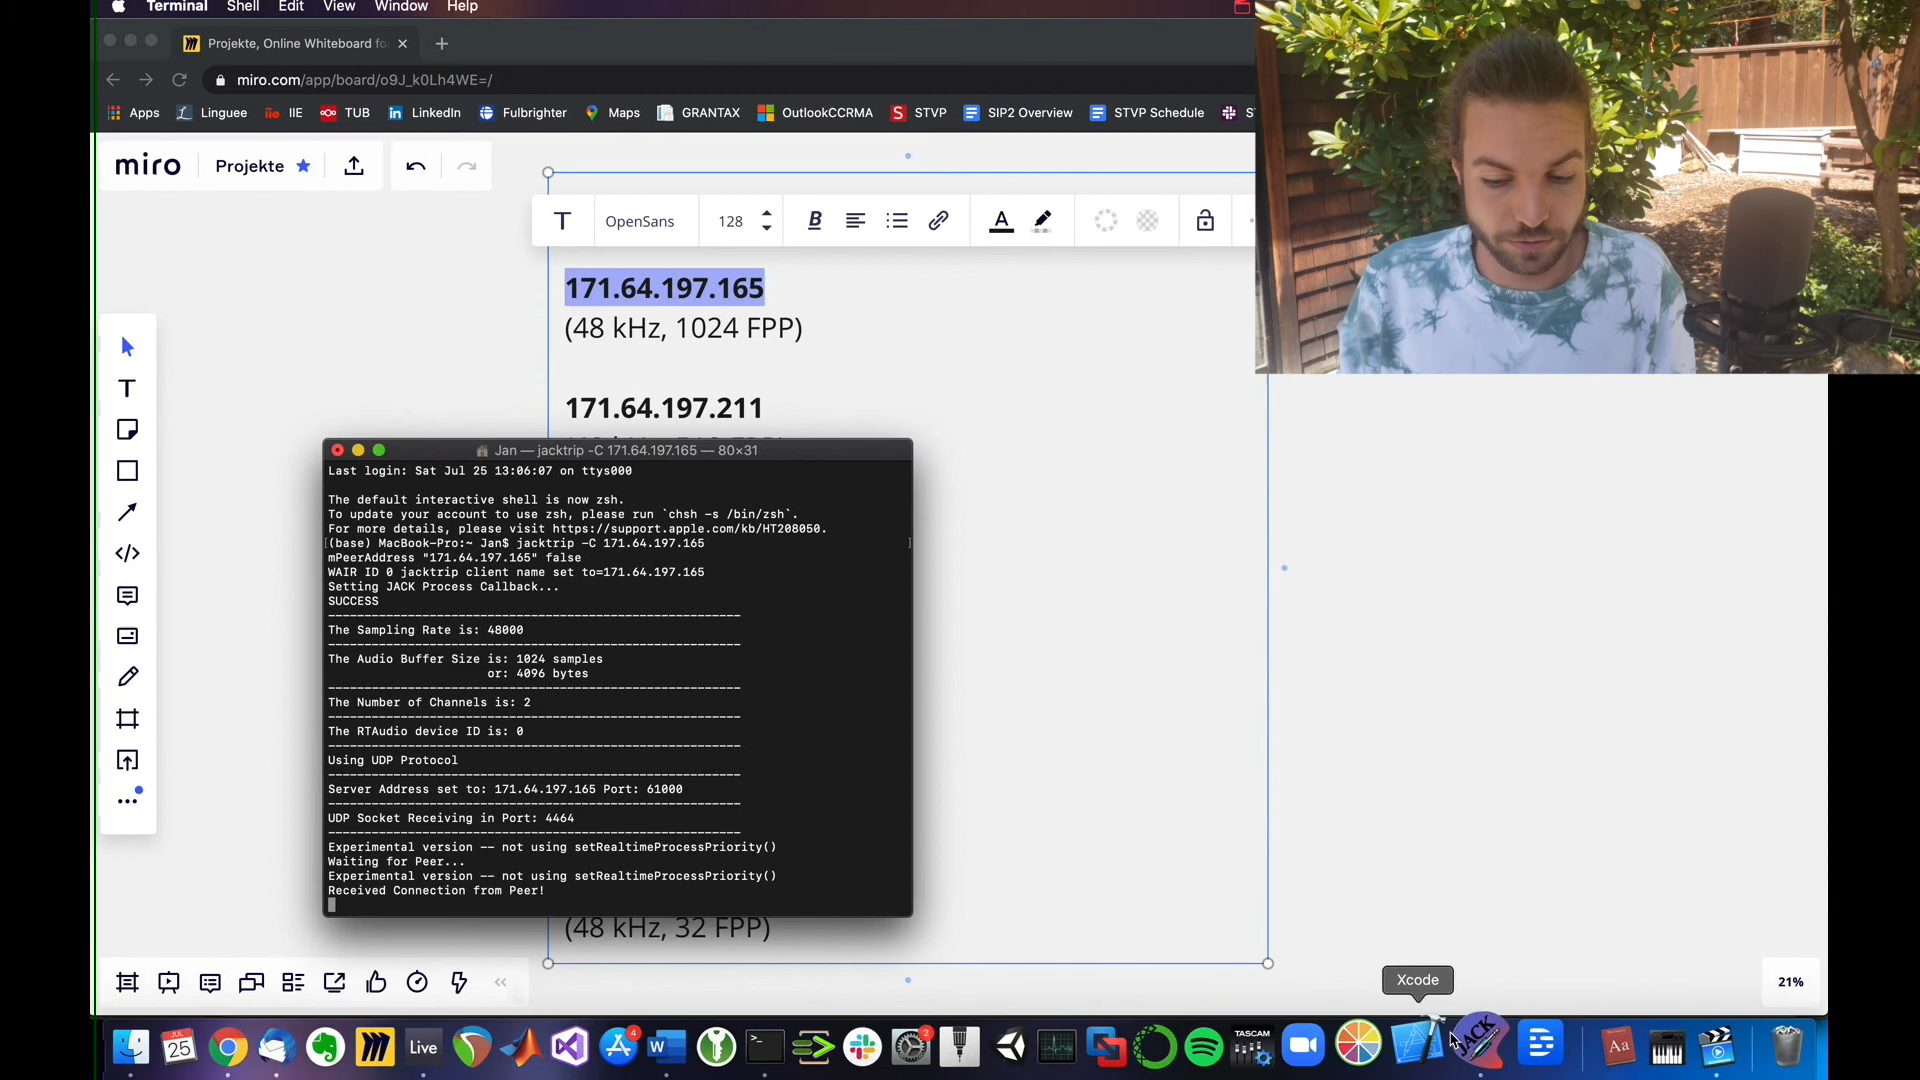 Terminal Shell Edit View Window Help
Projekte, Online Whiteboard fo
miro.com/app/board/o9J_k0Lh4WE=/
Apps Linguee IIE TUB LinkedIn Fulbrighter Maps GRANTAX OutlookCCRMA STVP SIP2 Overview STVP Schedule
miro Projekte
OpenSans 128
171.64.197.165
(48 kHz, 1024 FPP)
171.64.197.211
Jan — jacktrip -C 171.64.197.165 — 80×31
Last login: Sat Jul 25 13:06:07 on ttys000
The default interactive shell is now zsh.
To update your account to use zsh, please run `chsh -s /bin/zsh`.
For more details, please visit https://support.apple.com/kb/HT208050.
(base) MacBook-Pro:~ Jan$ jacktrip -C 171.64.197.165
mPeerAddress "171.64.197.165" false
WAIR ID 0 jacktrip client name set to=171.64.197.165
Setting JACK Process Callback...
SUCCESS
The Sampling Rate is: 48000
The Audio Buffer Size is: 1024 samples
or: 4096 bytes
The Number of Channels is: 2
The RTAudio device ID is: 0
Using UDP Protocol
Server Address set to: 171.64.197.165 Port: 61000
UDP Socket Receiving in Port: 4464
Experimental version -- not using setRealtimeProcessPriority()
Waiting for Peer...
Experimental version -- not using setRealtimeProcessPriority()
Received Connection from Peer!
(48 kHz, 32 FPP)
21%
Xcode
JUL
25
Live
4
W
2
TASCAM
JACK
Aa